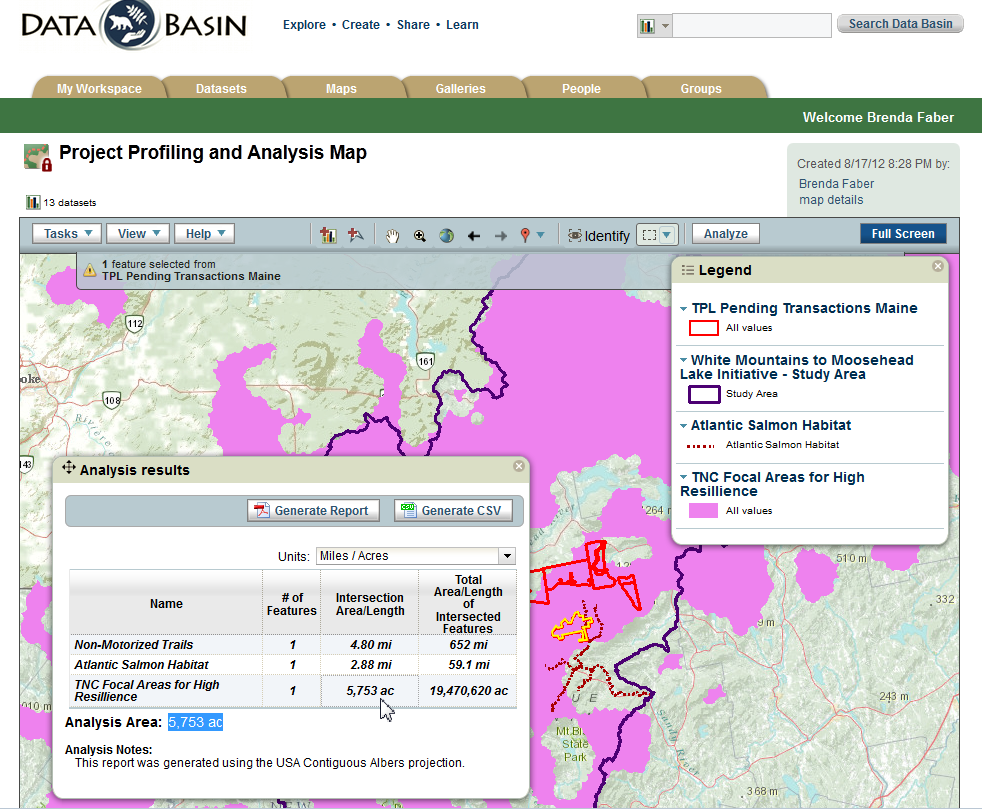 DATA BASIN
Explore • Create • Share • Learn
Search Data Basin
My Workspace
Datasets
Maps
Galleries
People
Groups
Welcome Brenda Faber
Project Profiling and Analysis Map
Created 8/17/12 8:28 PM by:
Brenda Faber
map details
13 datasets
Tasks
View
Help
Identify
Analyze
Full Screen
1 feature selected from
TPL Pending Transactions Maine
Legend
TPL Pending Transactions Maine
All values
White Mountains to Moosehead
Lake Initiative - Study Area
Study Area
Atlantic Salmon Habitat
Atlantic Salmon Habitat
TNC Focal Areas for High
Resillience
All values
112
161
108
143
oke
Rivière
264 m
510 m
332
9 m
243 m
368 m
U E
Mt.Bl
State
Park
Sandy River
Analysis results
Generate Report
Generate CSV
Units: Miles / Acres
Name
# of
Features
Intersection
Area/Length
Total
Area/Length
of
Intersected
Features
Non-Motorized Trails 1 4.80 mi 652 mi
Atlantic Salmon Habitat 1 2.88 mi 59.1 mi
TNC Focal Areas for High
Resillience 1 5,753 ac 19,470,620 ac
Analysis Area: 5,753 ac
Analysis Notes:
This report was generated using the USA Contiguous Albers projection.